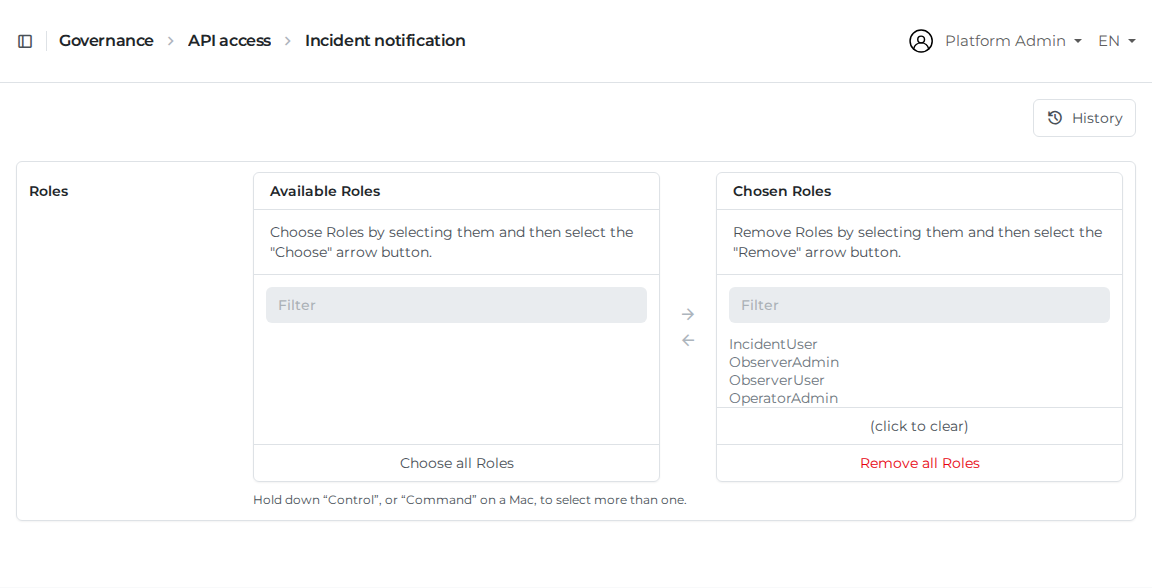 Governance
API access
Incident notification
Platform Admin
EN
History
Roles
Available Roles
Choose Roles by selecting them and then select the
"Choose" arrow button.
Filter
Choose all Roles
Chosen Roles
Remove Roles by selecting them and then select the
"Remove" arrow button.
Filter
IncidentUser
ObserverAdmin
ObserverUser
OperatorAdmin
(click to clear)
Remove all Roles
Hold down “Control”, or “Command” on a Mac, to select more than one.